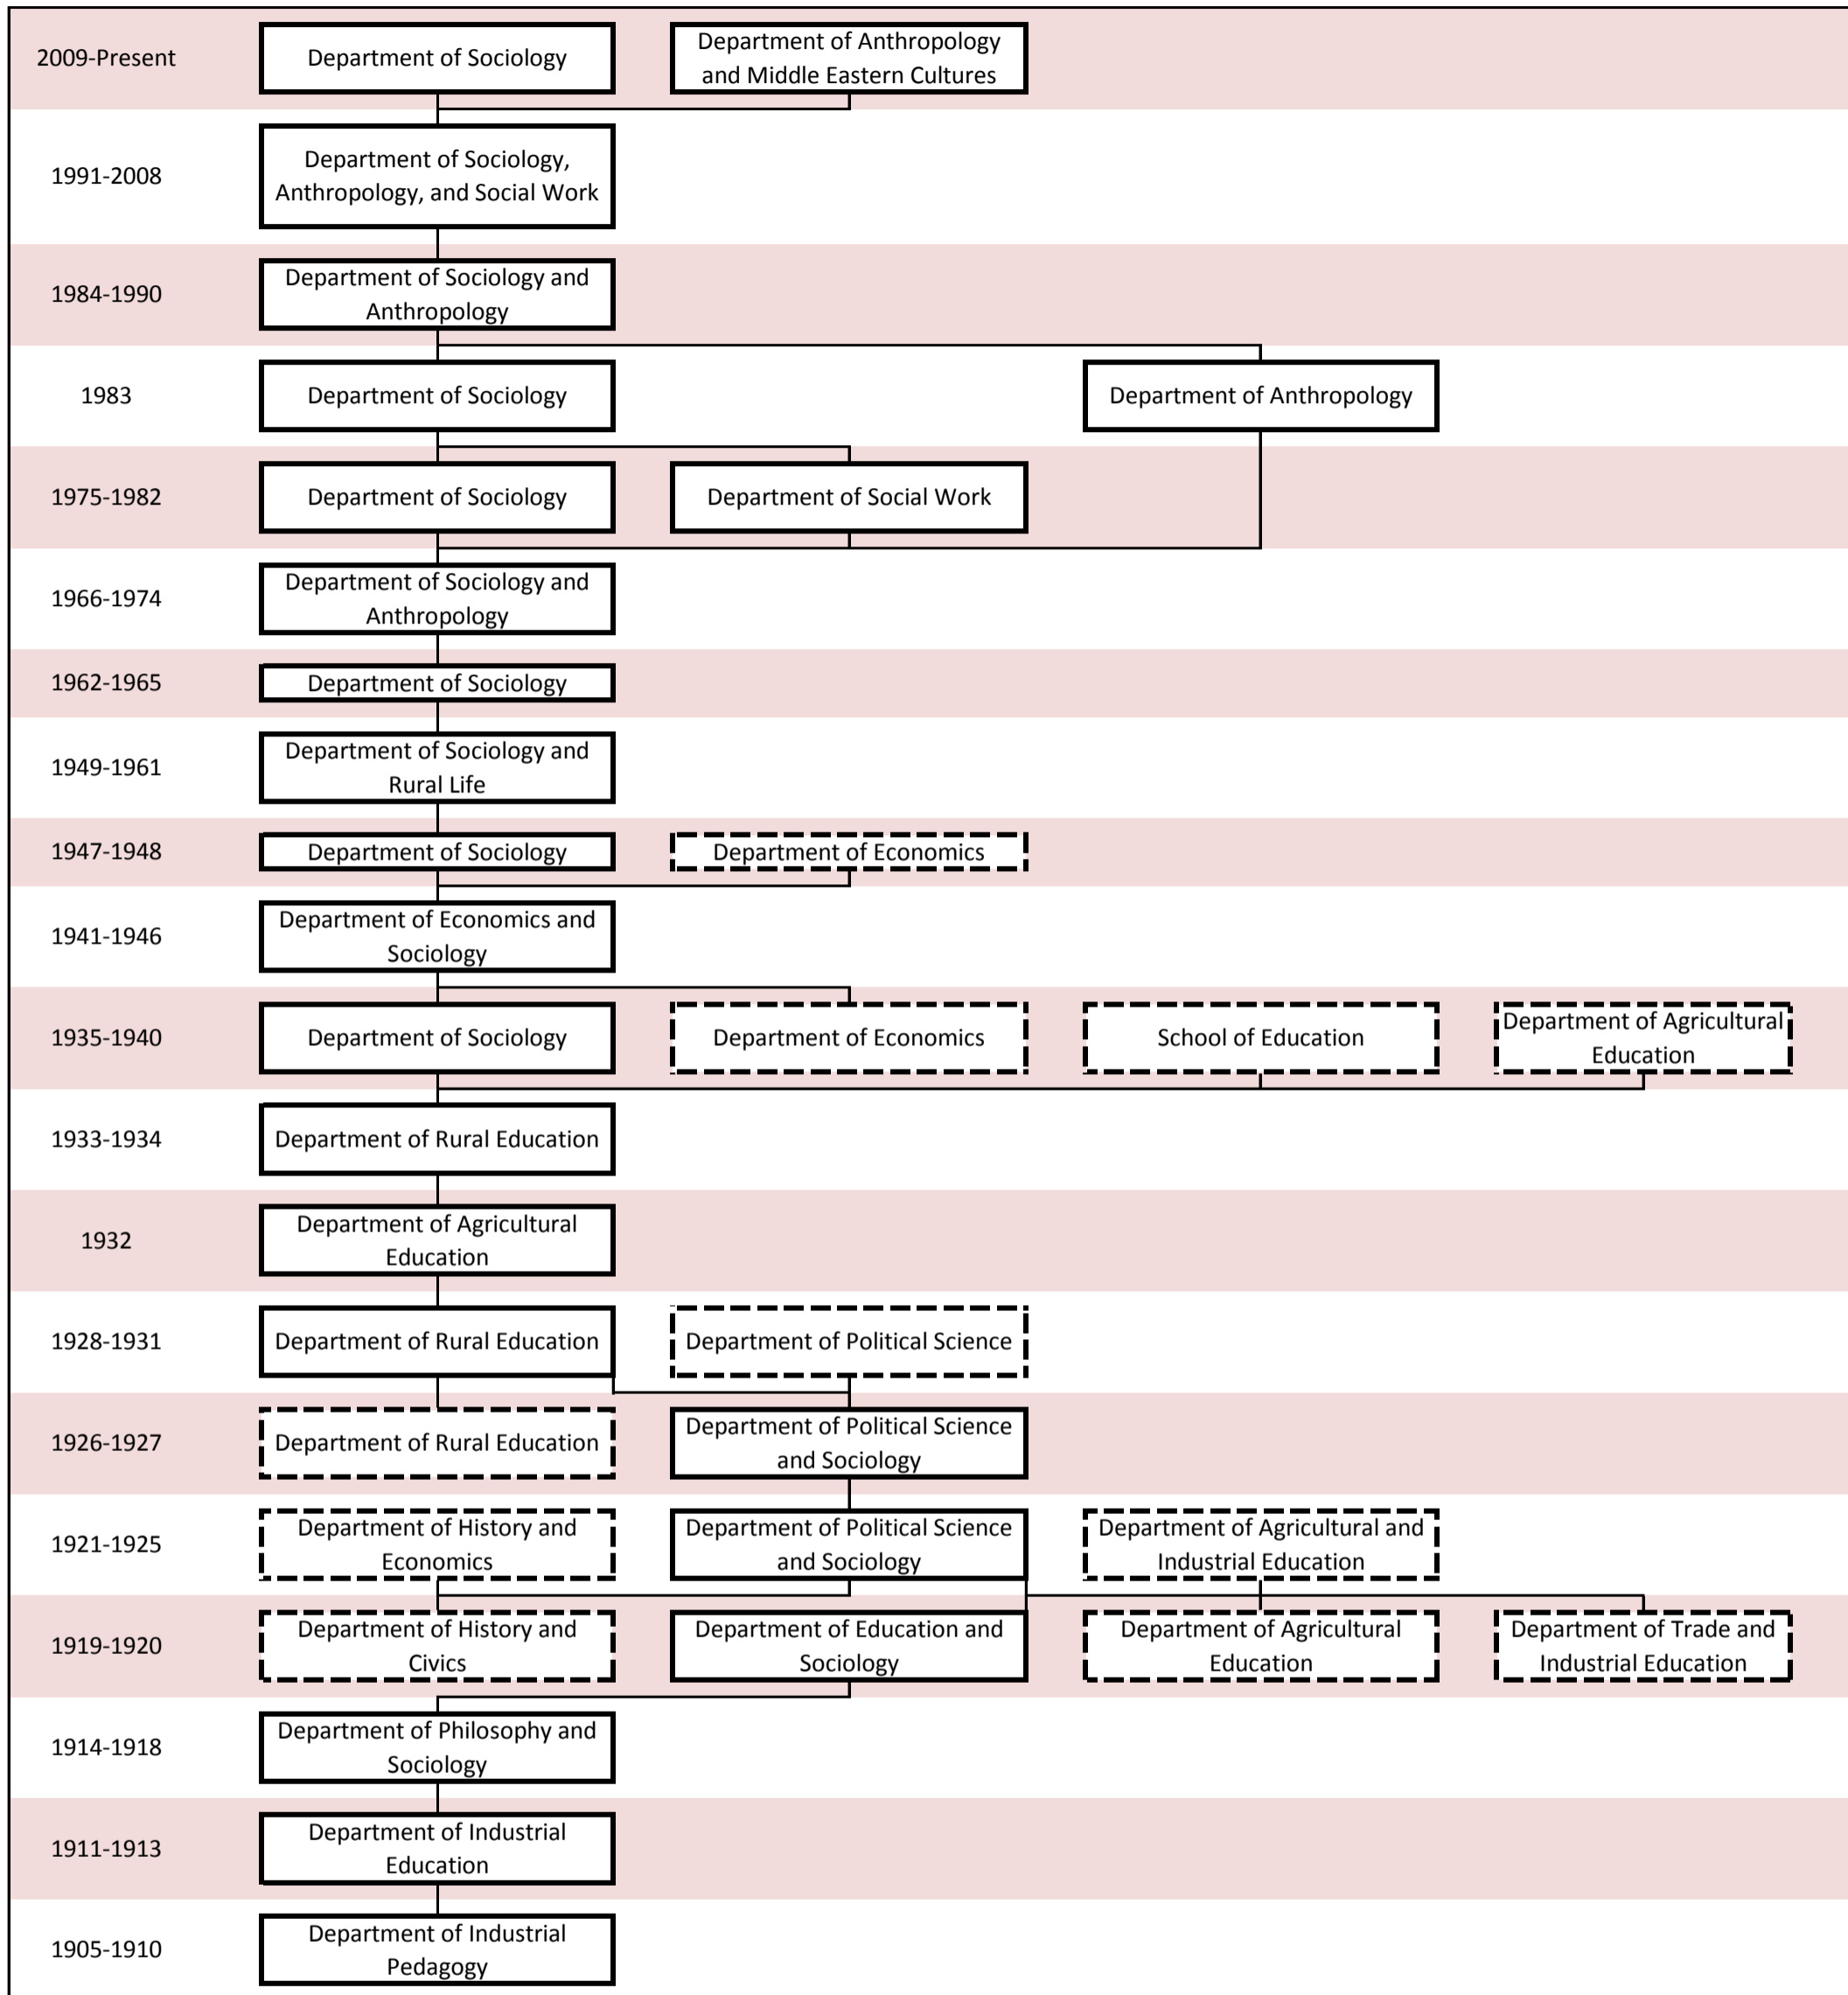 2009-Present
Department of Sociology
Department of Anthropology
and Middle Eastern Cultures
1991-2008
Department of Sociology,
Anthropology, and Social Work
1984-1990
Department of Sociology and
Anthropology
1983
Department of Sociology
Department of Anthropology
1975-1982
Department of Sociology
Department of Social Work
1966-1974
Department of Sociology and
Anthropology
1962-1965
Department of Sociology
1949-1961
Department of Sociology and
Rural Life
1947-1948
Department of Sociology
Department of Economics
1941-1946
Department of Economics and
Sociology
1935-1940
Department of Sociology
Department of Economics
School of Education
Department of Agricultural
Education
1933-1934
Department of Rural Education
1932
Department of Agricultural
Education
1928-1931
Department of Rural Education
Department of Political Science
1926-1927
Department of Rural Education
Department of Political Science
and Sociology
1921-1925
Department of History and
Economics
Department of Political Science
and Sociology
Department of Agricultural and
Industrial Education
1919-1920
Department of History and
Civics
Department of Education and
Sociology
Department of Agricultural
Education
Department of Trade and
Industrial Education
1914-1918
Department of Philosophy and
Sociology
1911-1913
Department of Industrial
Education
1905-1910
Department of Industrial
Pedagogy